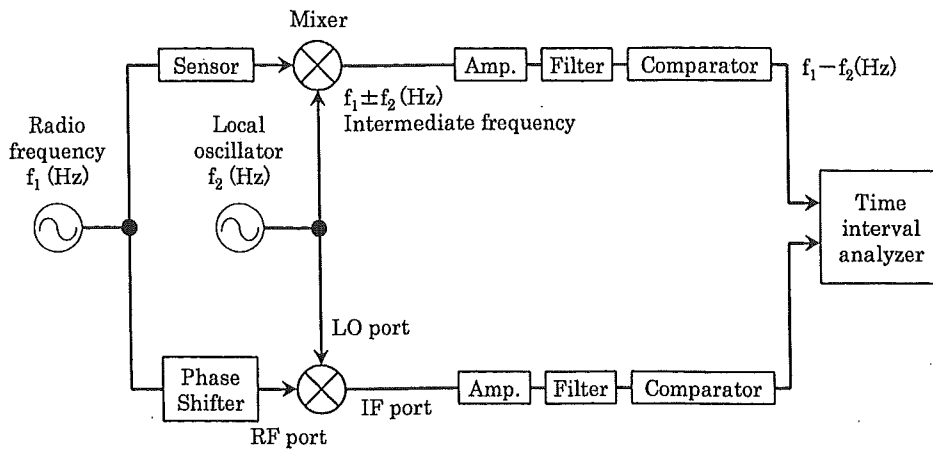 Mixer
Sensor
Amp.
Filter
Comparator
f₁−f₂(Hz)
f₁±f₂(Hz)
Intermediate frequency
Radio
frequency
f₁(Hz)
Local
oscillator
f₂(Hz)
Time
interval
analyzer
LO port
Phase
Shifter
Amp.
Filter
Comparator
IF port
RF port